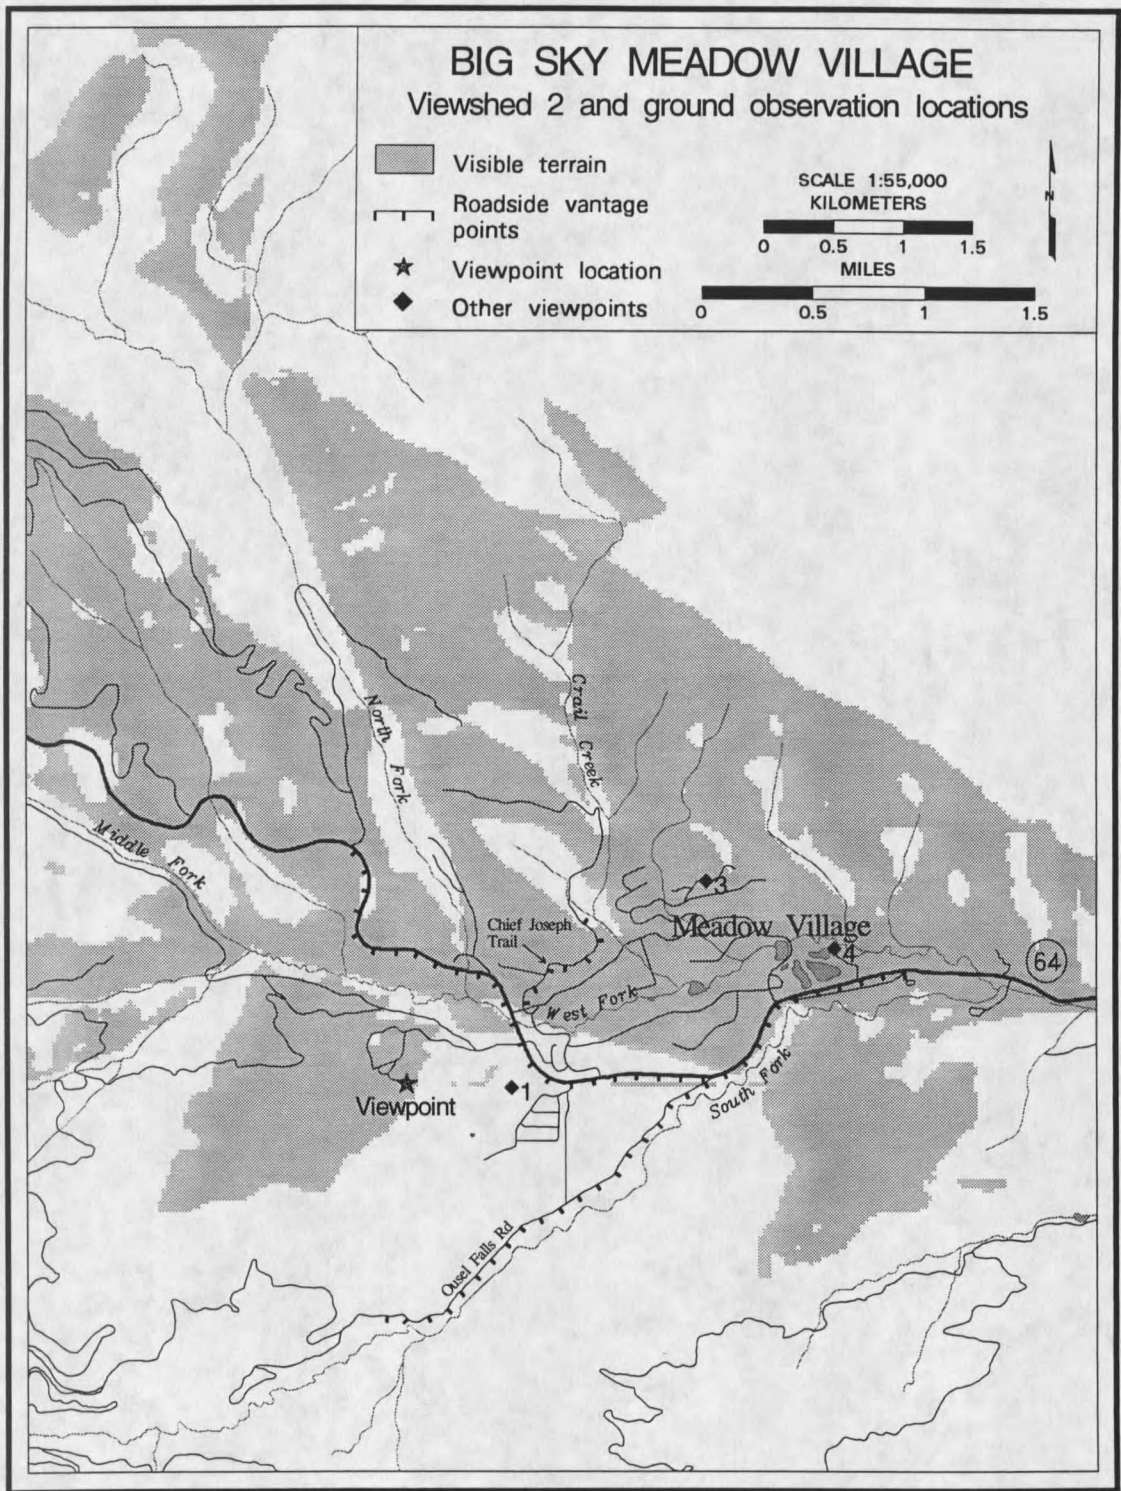 BIG SKY MEADOW VILLAGE
Viewshed 2 and ground observation locations
Visible terrain
Roadside vantage
points
Viewpoint location
Other viewpoints
SCALE 1:55,000
KILOMETERS
0 0.5 1 1.5
MILES
0 0.5 1 1.5
N
Crail Creek
North Fork
Middle Fork
3
Chief Joseph
Trail
Meadow Village
4
64
West Fork
Viewpoint
1
South Fork
Ousel Falls Rd